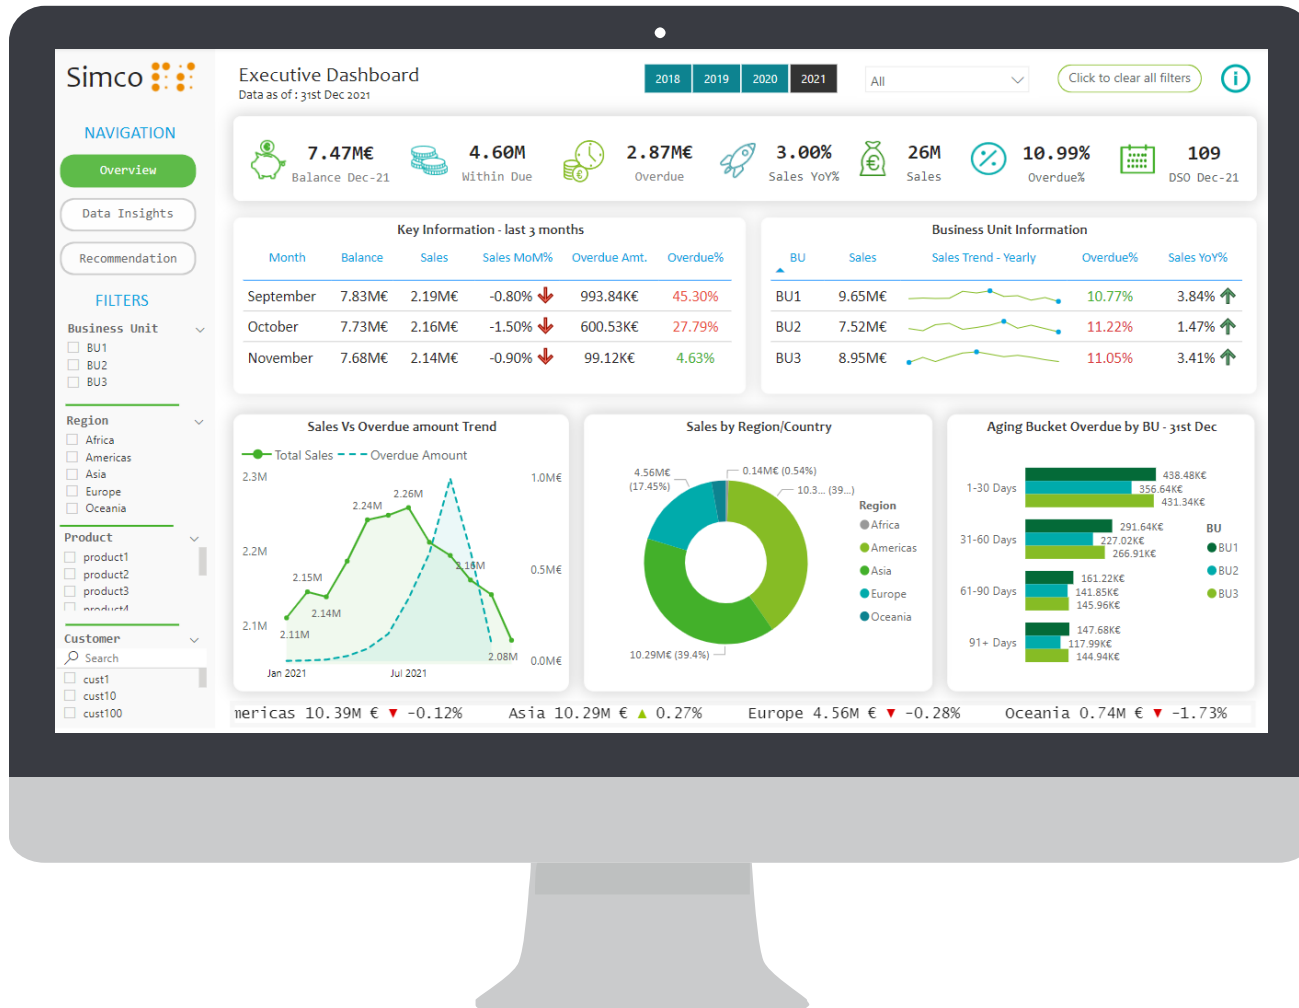 Simco
Executive Dashboard
Data as of : 31st Dec 2021
2018 2019 2020 2021
All
Click to clear all filters
i
NAVIGATION
Overview
Data Insights
Recommendation
FILTERS
Business Unit
BU1
BU2
BU3
Region
Africa
Americas
Asia
Europe
Oceania
Product
product1
product2
product3
product4
Customer
Search
cust1
cust10
cust100
7.47M€
Balance Dec-21
4.60M
Within Due
2.87M€
Overdue
3.00%
Sales YoY%
26M
Sales
10.99%
Overdue%
109
DSO Dec-21
Key Information - last 3 months
Month Balance Sales Sales MoM% Overdue Amt. Overdue%
September 7.83M€ 2.19M€ -0.80% 993.84K€ 45.30%
October 7.73M€ 2.16M€ -1.50% 600.53K€ 27.79%
November 7.68M€ 2.14M€ -0.90% 99.12K€ 4.63%
Business Unit Information
BU Sales Sales Trend - Yearly Overdue% Sales YoY%
BU1 9.65M€ 10.77% 3.84%
BU2 7.52M€ 11.22% 1.47%
BU3 8.95M€ 11.05% 3.41%
Sales Vs Overdue amount Trend
Total Sales Overdue Amount
2.3M
2.2M
2.1M
1.0M€
0.5M€
0.0M€
2.11M
2.15M
2.14M
2.24M
2.26M
2.16M
2.08M
Jan 2021 Jul 2021
Sales by Region/Country
4.56M€
(17.45%)
0.14M€ (0.54%)
10.3... (39...)
10.29M€ (39.4%)
Region
Africa
Americas
Asia
Europe
Oceania
Aging Bucket Overdue by BU - 31st Dec
1-30 Days
438.48K€
356.64K€
431.34K€
31-60 Days
291.64K€
227.02K€
266.91K€
61-90 Days
161.22K€
141.85K€
145.96K€
91+ Days
147.68K€
117.99K€
144.94K€
BU
BU1
BU2
BU3
mericas 10.39M € ▼ -0.12% Asia 10.29M € ▲ 0.27% Europe 4.56M € ▼ -0.28% Oceania 0.74M € ▼ -1.73%